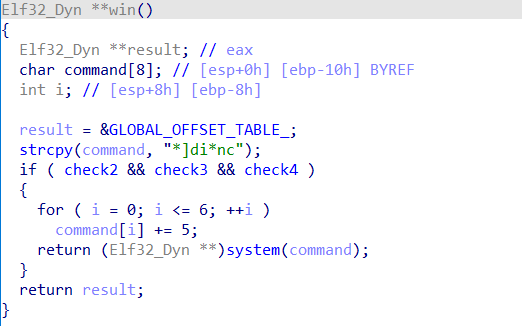 Elf32_Dyn **win()
{
  Elf32_Dyn **result; // eax
  char command[8]; // [esp+0h] [ebp-10h] BYREF
  int i; // [esp+8h] [ebp-8h]

  result = &GLOBAL_OFFSET_TABLE_;
  strcpy(command, "*]di*nc");
  if ( check2 && check3 && check4 )
  {
    for ( i = 0; i <= 6; ++i )
      command[i] += 5;
    return (Elf32_Dyn **)system(command);
  }
  return result;
}